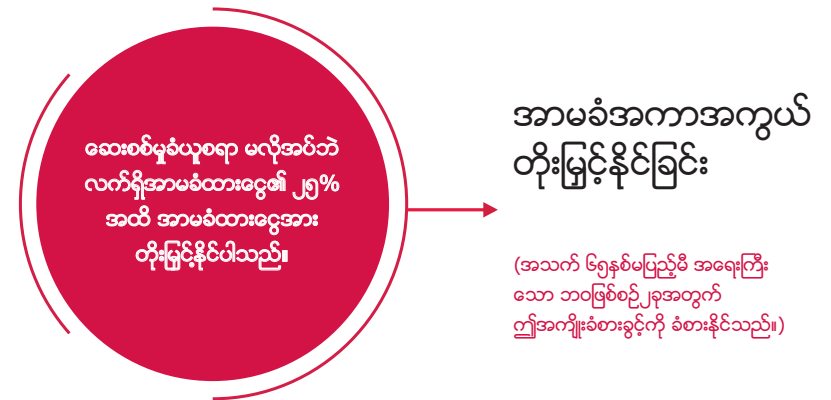 ဆေးစစ်မှုခံယူစရာ မလိုအပ်ဘဲ
လက်ရှိအာမခံထားငွေ၏ ၂၅%
အထိ အာမခံထားငွေအား
တိုးမြှင့်နိုင်ပါသည်။
အာမခံအကာအကွယ်
တိုးမြှင့်နိုင်ခြင်း
(အသက် ၆၅နှစ်မပြည့်မီ အရေးကြီး
သော ဘဝဖြစ်စဉ်၂ခုအတွက်
ဤအကျိုးခံစားခွင့်ကို ခံစားနိုင်သည်။)